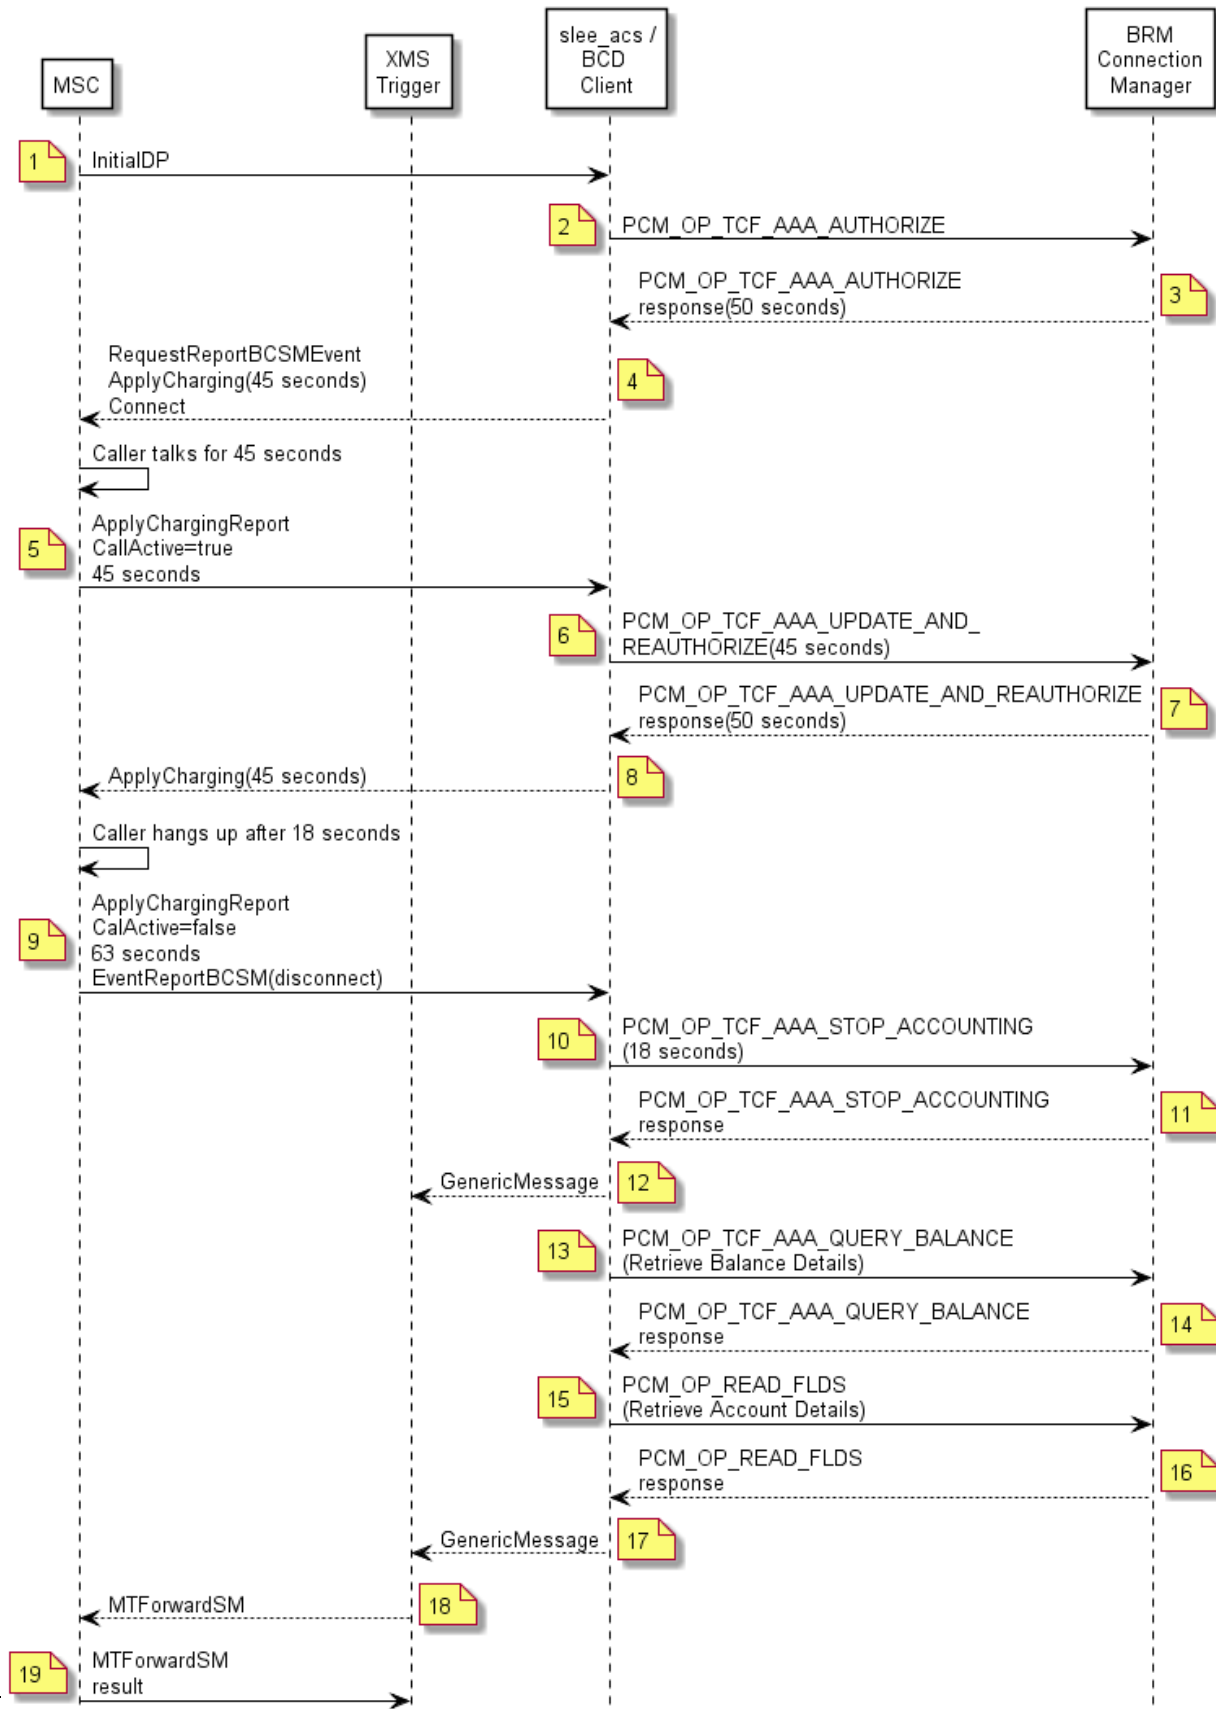 MSC
XMS
Trigger
slee_acs /
BCD
Client
BRM
Connection
Manager
1
InitialDP
2
PCM_OP_TCF_AAA_AUTHORIZE
PCM_OP_TCF_AAA_AUTHORIZE
response(50 seconds)
3
RequestReportBCSMEvent
ApplyCharging(45 seconds)
Connect
4
Caller talks for 45 seconds
5
ApplyChargingReport
CallActive=true
45 seconds
6
PCM_OP_TCF_AAA_UPDATE_AND_
REAUTHORIZE(45 seconds)
PCM_OP_TCF_AAA_UPDATE_AND_REAUTHORIZE
response(50 seconds)
7
ApplyCharging(45 seconds)
8
Caller hangs up after 18 seconds
9
ApplyChargingReport
CalActive=false
63 seconds
EventReportBCSM(disconnect)
10
PCM_OP_TCF_AAA_STOP_ACCOUNTING
(18 seconds)
PCM_OP_TCF_AAA_STOP_ACCOUNTING
response
11
GenericMessage
12
13
PCM_OP_TCF_AAA_QUERY_BALANCE
(Retrieve Balance Details)
PCM_OP_TCF_AAA_QUERY_BALANCE
response
14
15
PCM_OP_READ_FLDS
(Retrieve Account Details)
PCM_OP_READ_FLDS
response
16
GenericMessage
17
MTForwardSM
18
19
MTForwardSM
result